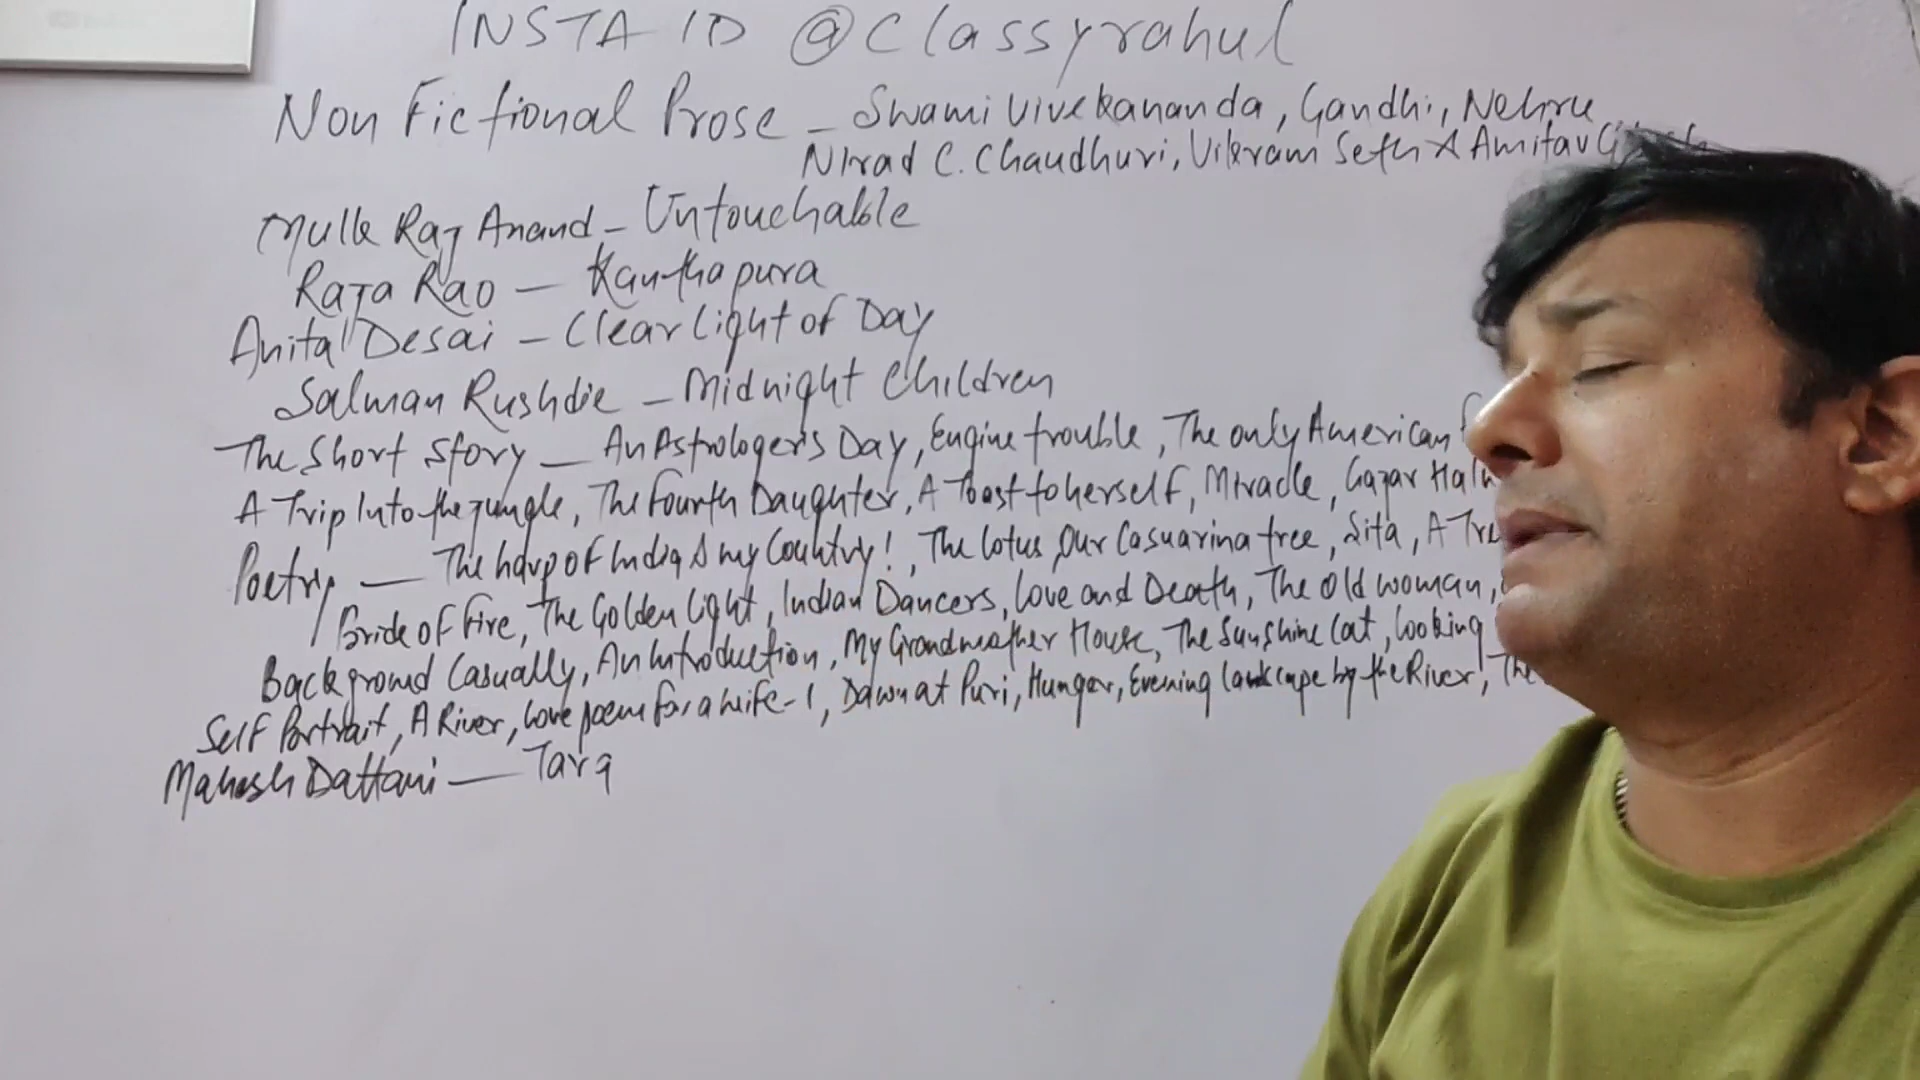 INSTA ID @Classyrahul
Non Fictional Prose - Swami Vivekananda, Gandhi, Nehru
Nirad C. Chaudhuri, Vikram Seth & Amitav
Mulk Raj Anand - Untouchable
Raja Rao - Kanthapura
Anita Desai - Clear Light of Day
Salman Rushdie - Midnight Children
The Short Story - An Astrologer's Day, Engine trouble, The only American
A Trip Into the jungle, The Fourth Daughter, A Toast to herself, Miracle, Gajar
Poetry - The harp of India & my Country!, The Lotus, Our Casuarina tree, Sita, A
Bride of Fire, The Golden Light, Indian Dancers, Love and Death, The Old woman,
Background Casually, An Introduction, My Grandmother House, The Sunshine Cat, Looking
Self Portrait, A River, Love poem for a wife-1, Dawn at Puri, Hunger, Evening landscape by the River, The
Mahesh Dattani - Tara